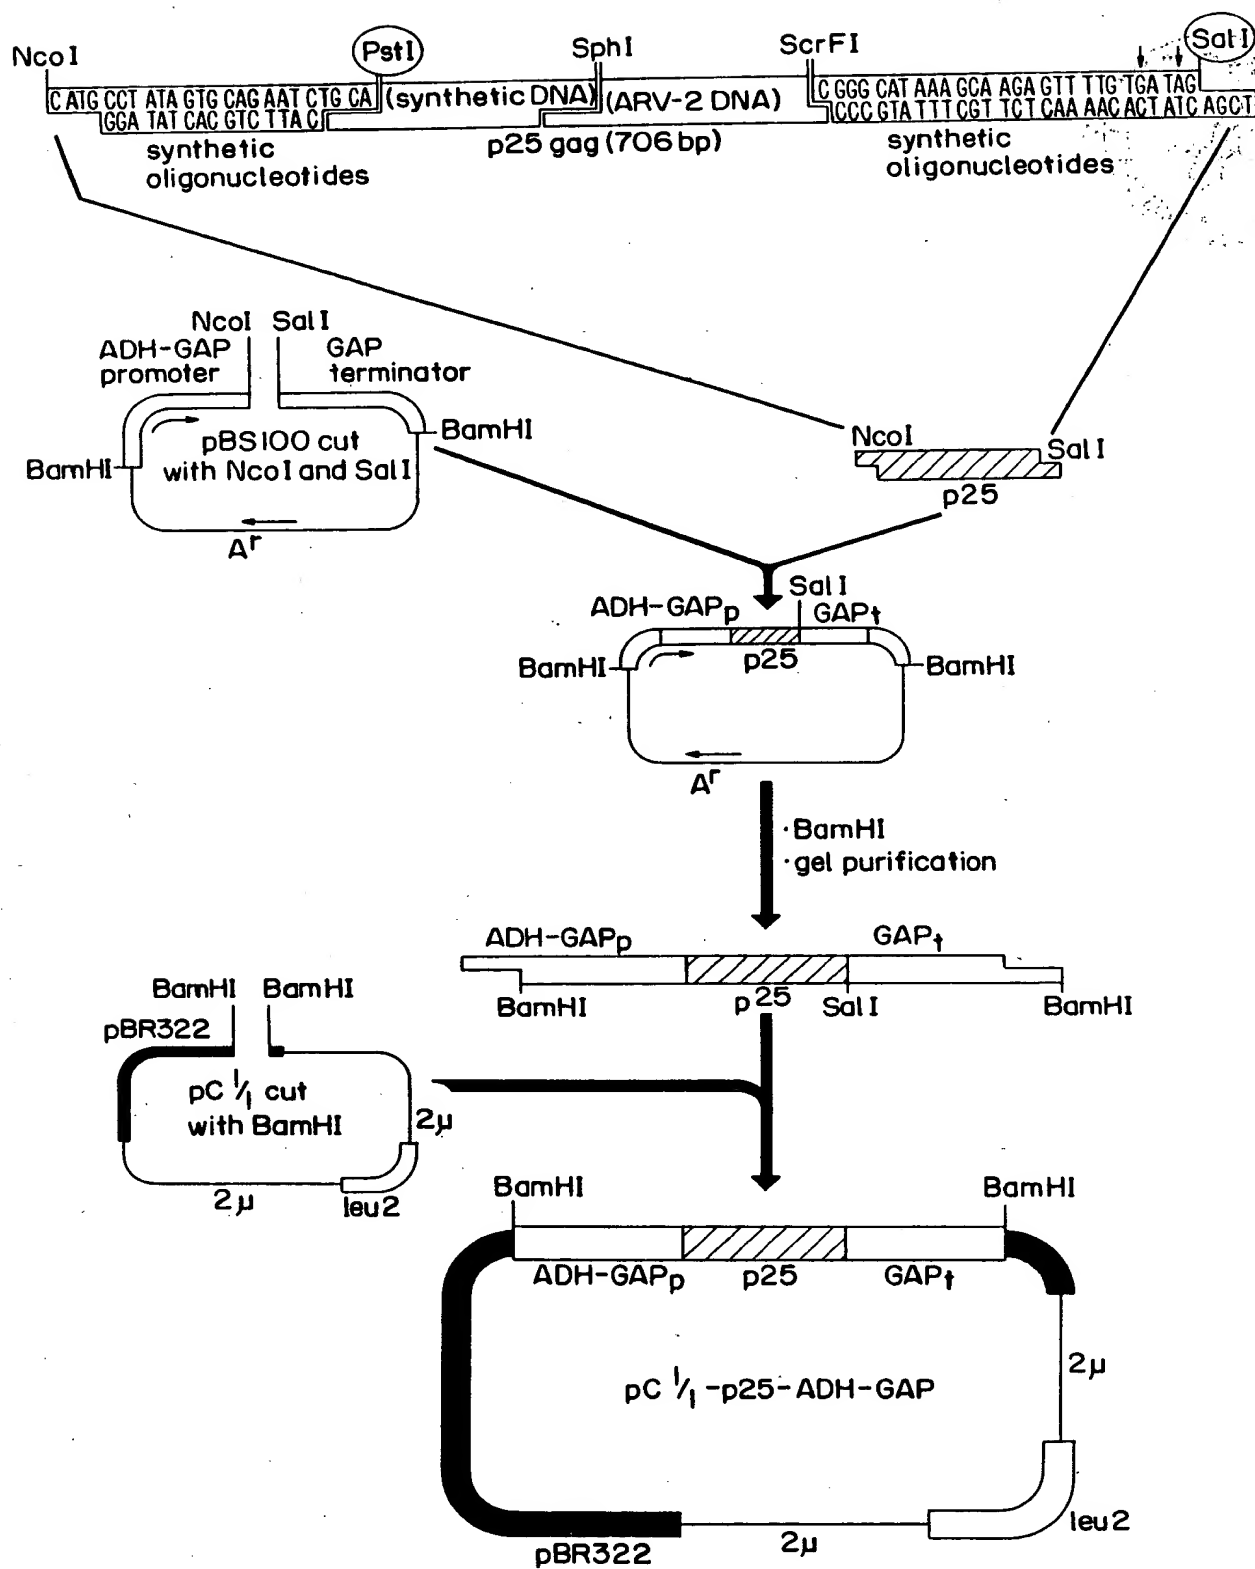 NcoI
PstI
SphI
ScrFI
SalI
C ATG CCT ATA GTG CAG AAT CTG CA
(synthetic DNA)
(ARV-2 DNA)
C GGG CAT AAA GCA AGA GTT TTG TGA TAG
GGA TAT CAC GTC TTA C
CCC GTA TTT CGT TCT CAA AAC ACT ATC AGCT
synthetic
oligonucleotides
p25 gag (706 bp)
synthetic
oligonucleotides
NcoI SalI
ADH-GAP
promoter
GAP
terminator
BamHI
BamHI
pBS100 cut
with NcoI and SalI
Ar
NcoI
SalI
p25
SalI
ADH-GAPp
GAPt
BamHI
p25
BamHI
Ar
·BamHI
·gel purification
ADH-GAPp
GAPt
BamHI
p25
SalI
BamHI
BamHI BamHI
pBR322
pC 1/1 cut
with BamHI
2μ
2μ
leu2
BamHI
BamHI
ADH-GAPp
p25
GAPt
2μ
pC 1/1 -p25-ADH-GAP
leu2
2μ
pBR322